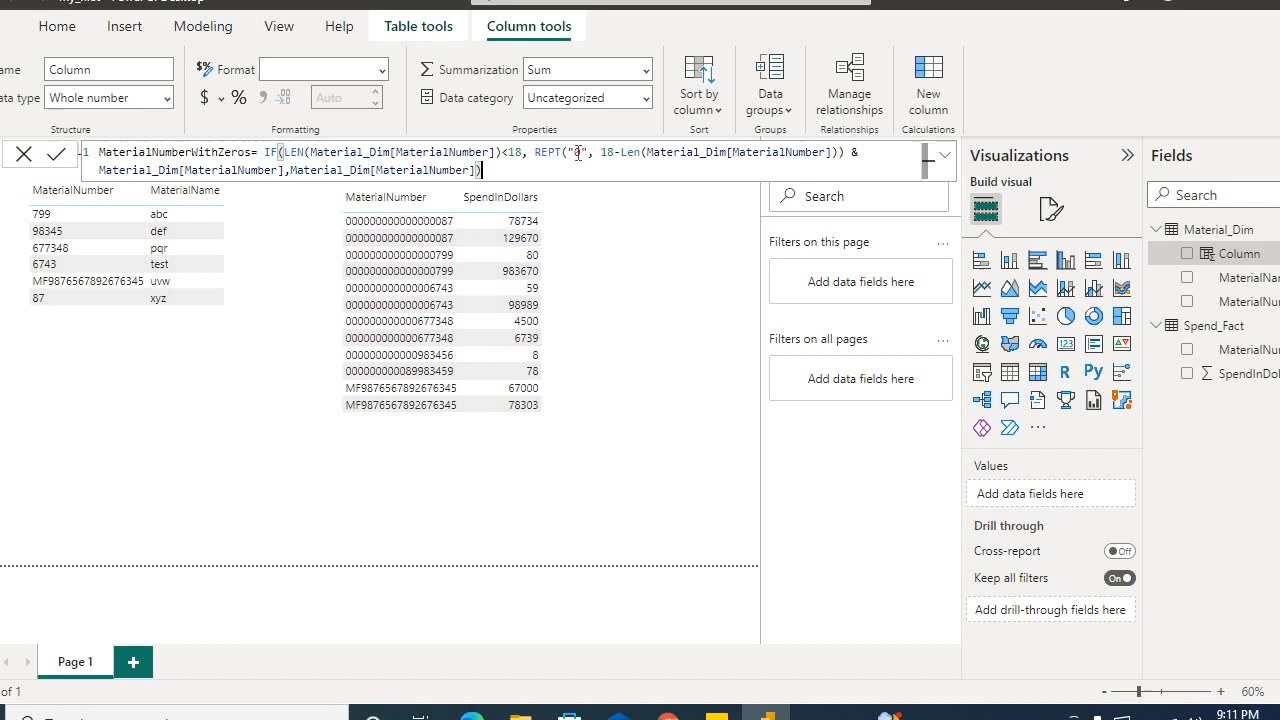 Home Insert Modeling View Help Table tools Column tools
Column
Whole number
Structure
$% Format
$ % Auto
Formatting
Summarization Sum
Data category Uncategorized
Properties
Sort by
column
Sort
Data
groups
Groups
Manage
relationships
Relationships
New
column
Calculations
1 MaterialNumberWithZeros= IF(LEN(Material_Dim[MaterialNumber])<18, REPT("0", 18-Len(Material_Dim[MaterialNumber])) &
Material_Dim[MaterialNumber],Material_Dim[MaterialNumber])
MaterialNumber MaterialName
799 abc
98345 def
677348 pqr
6743 test
MF9876567892676345 uvw
87 xyz
MaterialNumber SpendInDollars
000000000000000087 78734
000000000000000087 129670
000000000000000799 80
000000000000000799 983670
000000000000006743 59
000000000000006743 98989
000000000000677348 4500
000000000000677348 6739
000000000000983456 8
000000000089983459 78
MF9876567892676345 67000
MF9876567892676345 78303
Search
Filters on this page ...
Add data fields here
Filters on all pages ...
Add data fields here
Visualizations
Build visual
123
R Py
...
Values
Add data fields here
Drill through
Cross-report Off
Keep all filters On
Add drill-through fields here
Fields
Search
Material_Dim
Column
MaterialNa
MaterialNu
Spend_Fact
MaterialNu
SpendInDol
Page 1 +
of 1
- + 60%
9:11 PM